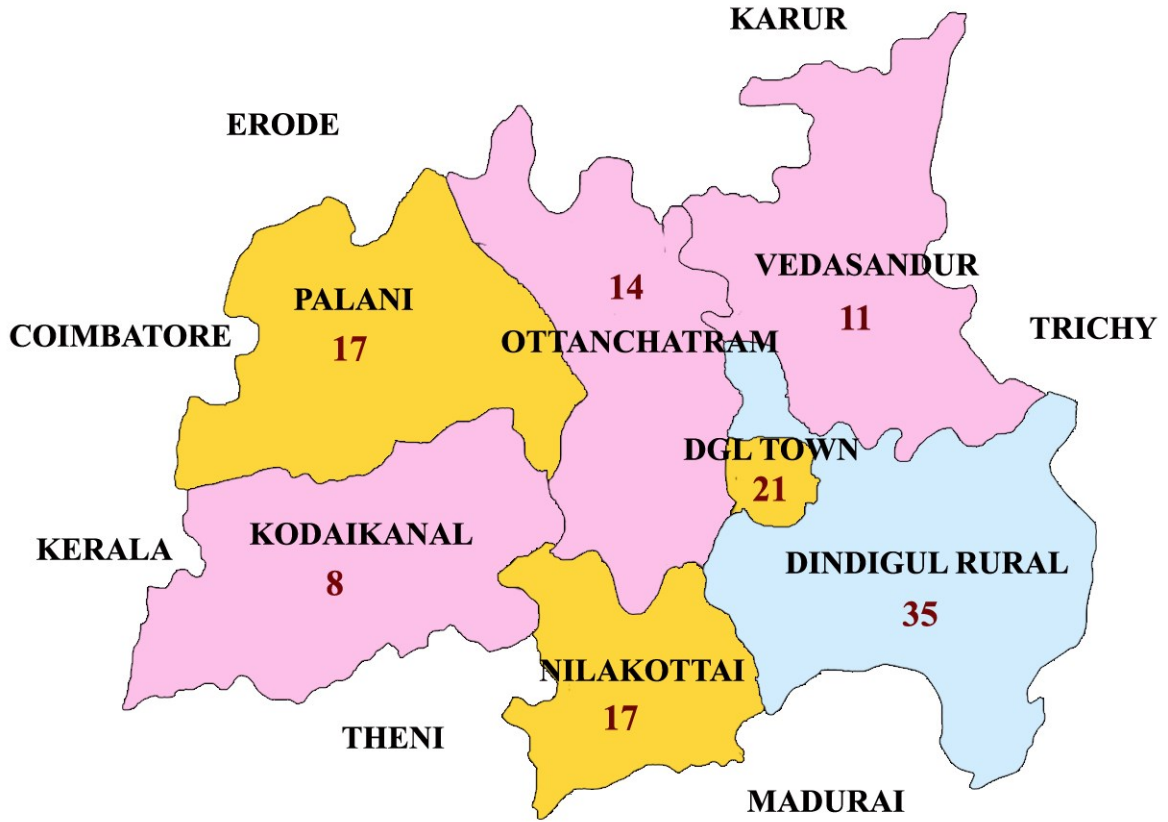 KARUR
ERODE
VEDASANDUR
11
14
PALANI
17
COIMBATORE
OTTANCHATRAM
TRICHY
DGL TOWN
21
KODAIKANAL
8
KERALA
DINDIGUL RURAL
35
NILAKOTTAI
17
THENI
MADURAI